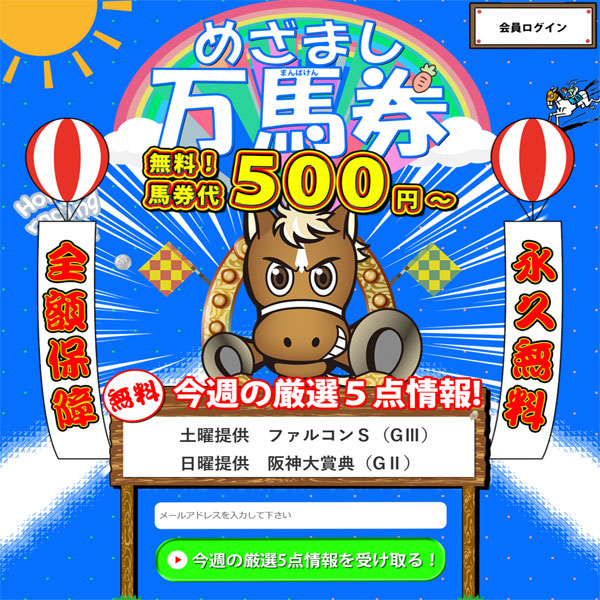 会員ログイン
めざまし
まんばけん
万馬券
無料！
馬券代
500円～
全額保障
永久無料
無料
今週の厳選５点情報!
土曜提供　ファルコンＳ（GⅢ）
日曜提供　阪神大賞典（GⅡ）
メールアドレスを入力して下さい
今週の厳選5点情報を受け取る！